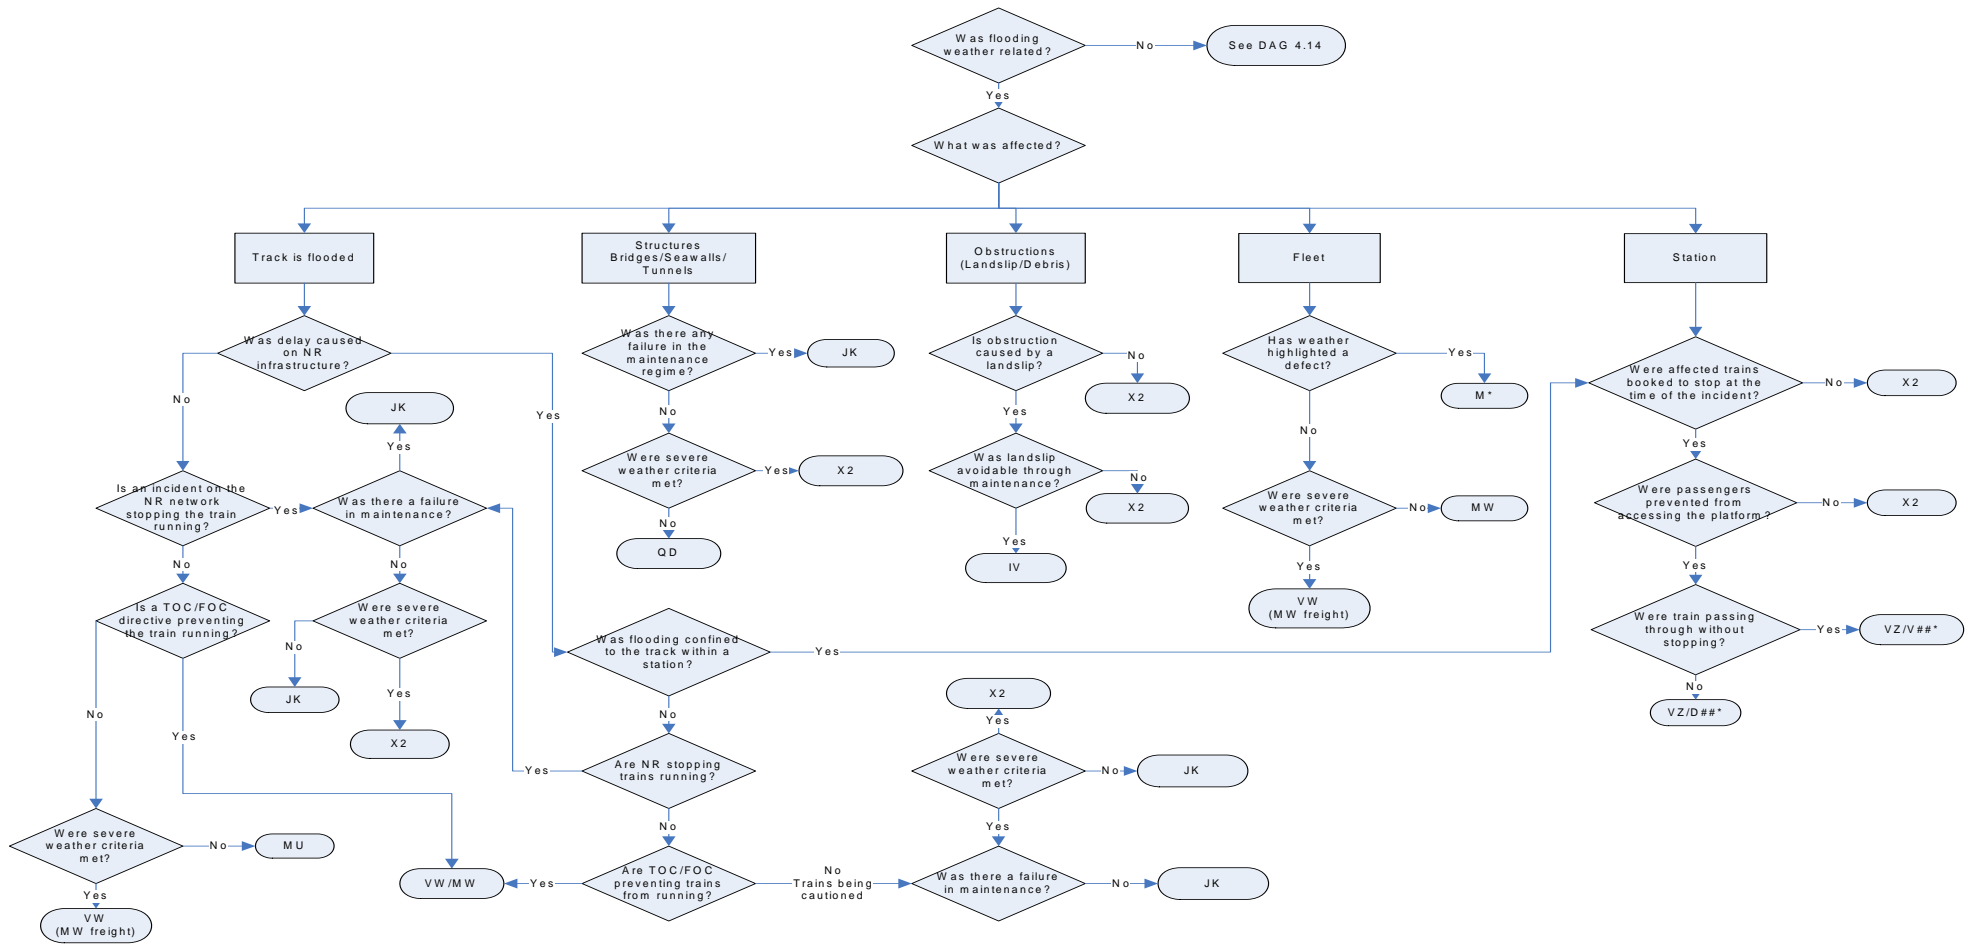 Was flooding
weather related?
No
See DAG 4.14
Yes
What was affected?
Track is flooded
Structures
Bridges/Seawalls/
Tunnels
Obstructions
(Landslip/Debris)
Fleet
Station
Was delay caused
on NR
infrastructure?
No
Yes
Was there any
failure in the
maintenance
regime?
Yes
JK
No
Is obstruction
caused by a
landslip?
No
X2
Yes
Has weather
highlighted a
defect?
Yes
M*
No
Were affected trains
booked to stop at the
time of the incident?
No
X2
Yes
JK
Yes
Is an incident on the
NR network
stopping the train
running?
Yes
No
Was there a failure
in maintenance?
No
Were severe
weather criteria
met?
Yes
X2
No
QD
Was landslip
avoidable through
maintenance?
No
X2
Yes
IV
Were severe
weather criteria
met?
No
MW
Yes
VW
(MW freight)
Were passengers
prevented from
accessing the platform?
No
X2
Yes
Is a TOC/FOC
directive preventing
the train running?
No
Yes
Were severe
weather criteria
met?
No
JK
Yes
X2
Was flooding confined
to the track within a
station?
Yes
No
Were train passing
through without
stopping?
Yes
VZ/V##*
No
VZ/D##*
Are NR stopping
trains running?
Yes
No
X2
Yes
Were severe
weather criteria
met?
No
JK
Yes
Were severe
weather criteria
met?
No
MU
Yes
VW
(MW freight)
VW/MW
Yes
Are TOC/FOC
preventing trains
from running?
No
Trains being
cautioned
Was there a failure
in maintenance?
No
JK